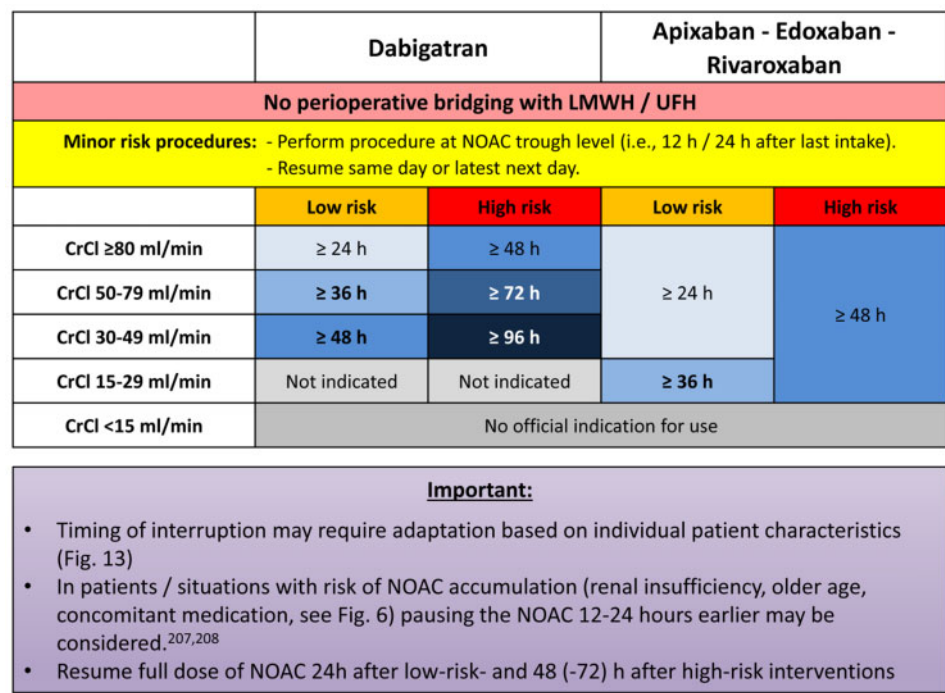 Dabigatran
Apixaban - Edoxaban -
Rivaroxaban
No perioperative bridging with LMWH / UFH
Minor risk procedures: - Perform procedure at NOAC trough level (i.e., 12 h / 24 h after last intake).
- Resume same day or latest next day.
Low risk High risk Low risk High risk
CrCl ≥80 ml/min ≥ 24 h ≥ 48 h
CrCl 50-79 ml/min ≥ 36 h ≥ 72 h ≥ 24 h
≥ 48 h
CrCl 30-49 ml/min ≥ 48 h ≥ 96 h
CrCl 15-29 ml/min Not indicated Not indicated ≥ 36 h
CrCl <15 ml/min No official indication for use
Important:
• Timing of interruption may require adaptation based on individual patient characteristics
(Fig. 13)
• In patients / situations with risk of NOAC accumulation (renal insufficiency, older age,
concomitant medication, see Fig. 6) pausing the NOAC 12-24 hours earlier may be
considered.207,208
• Resume full dose of NOAC 24h after low-risk- and 48 (-72) h after high-risk interventions